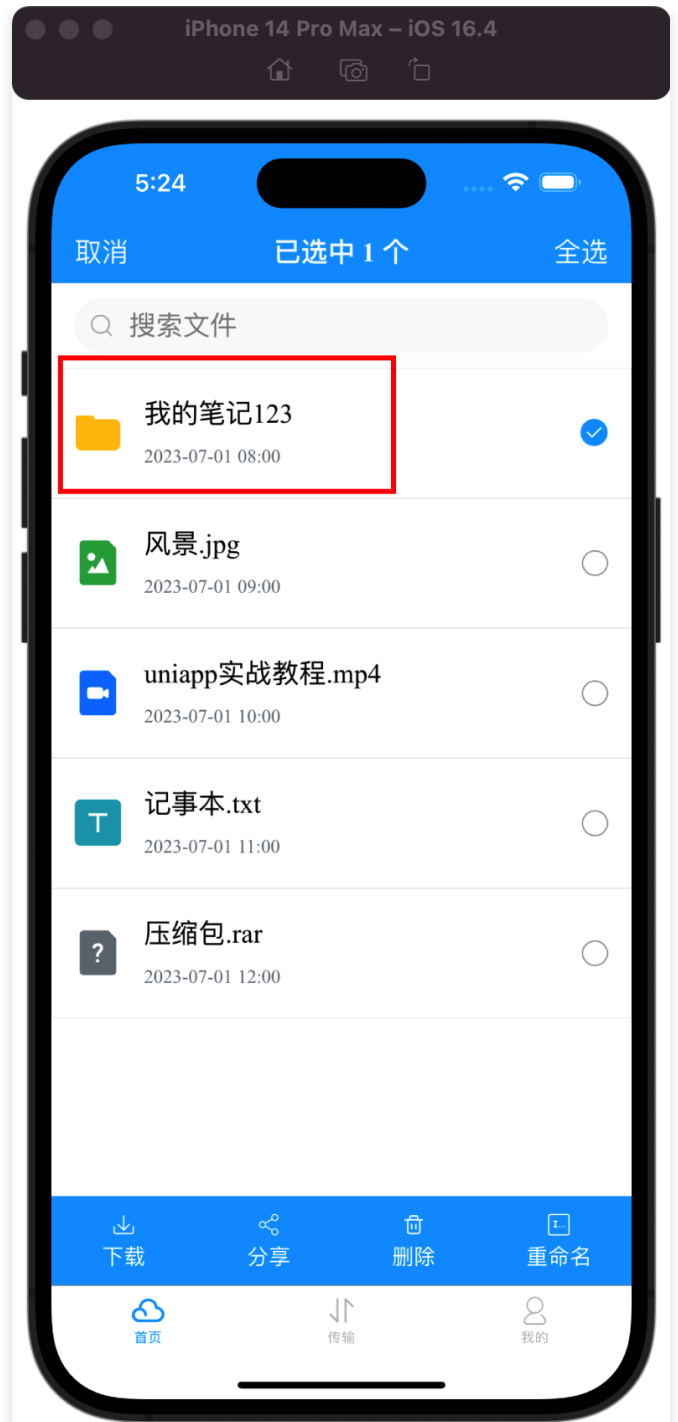 iPhone 14 Pro Max – iOS 16.4
5:24
取消 已选中 1 个 全选
搜索文件
我的笔记123
2023-07-01 08:00
风景.jpg
2023-07-01 09:00
uniapp实战教程.mp4
2023-07-01 10:00
T
记事本.txt
2023-07-01 11:00
?
压缩包.rar
2023-07-01 12:00
I...
下载 分享 删除 重命名
首页 传输 我的